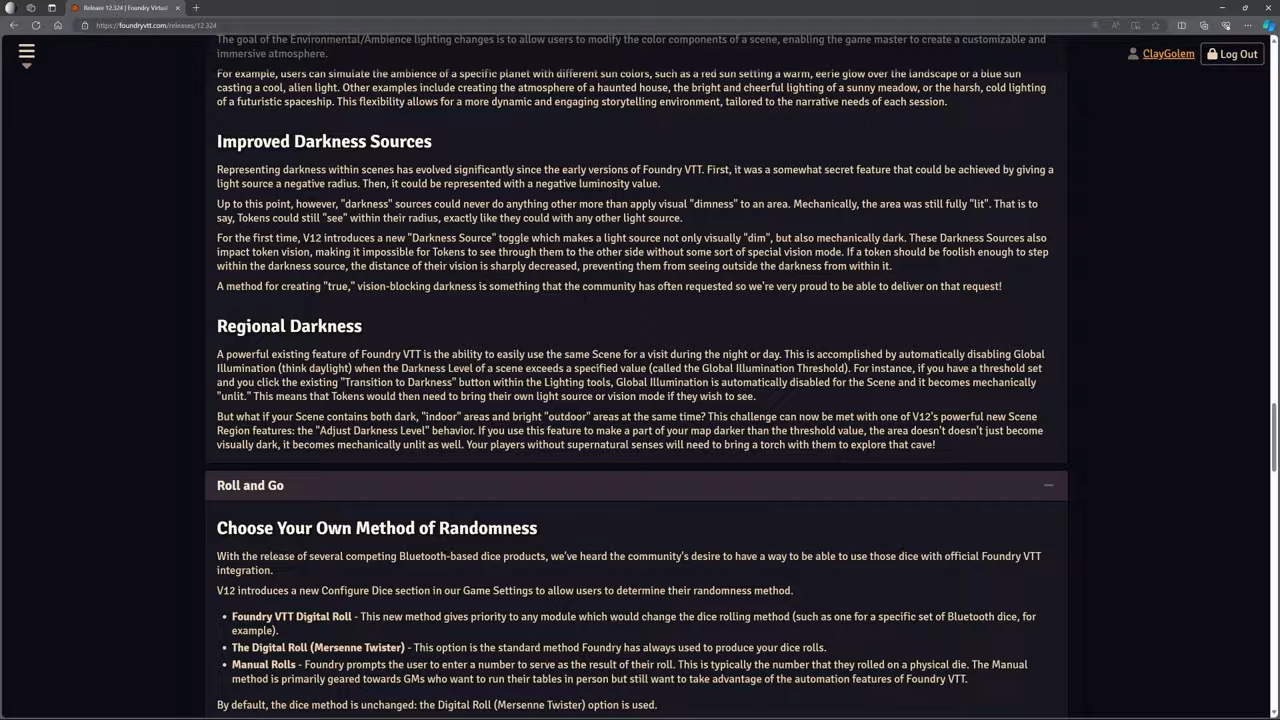 Release 12.324 | Foundry Virtual
https://foundryvtt.com/releases/12.324
ClayGolem
Log Out
The goal of the Environmental/Ambience lighting changes is to allow users to modify the color components of a scene, enabling the game master to create a customizable and
immersive atmosphere.
For example, users can simulate the ambience of a specific planet with different sun colors, such as a red sun setting a warm, eerie glow over the landscape or a blue sun
casting a cool, alien light. Other examples include creating the atmosphere of a haunted house, the bright and cheerful lighting of a sunny meadow, or the harsh, cold lighting
of a futuristic spaceship. This flexibility allows for a more dynamic and engaging storytelling environment, tailored to the narrative needs of each session.
Improved Darkness Sources
Representing darkness within scenes has evolved significantly since the early versions of Foundry VTT. First, it was a somewhat secret feature that could be achieved by giving a
light source a negative radius. Then, it could be represented with a negative luminosity value.
Up to this point, however, "darkness" sources could never do anything other more than apply visual "dimness" to an area. Mechanically, the area was still fully "lit". That is to
say, Tokens could still "see" within their radius, exactly like they could with any other light source.
For the first time, V12 introduces a new "Darkness Source" toggle which makes a light source not only visually "dim", but also mechanically dark. These Darkness Sources also
impact token vision, making it impossible for Tokens to see through them to the other side without some sort of special vision mode. If a token should be foolish enough to step
within the darkness source, the distance of their vision is sharply decreased, preventing them from seeing outside the darkness from within it.
A method for creating "true," vision-blocking darkness is something that the community has often requested so we're very proud to be able to deliver on that request!
Regional Darkness
A powerful existing feature of Foundry VTT is the ability to easily use the same Scene for a visit during the night or day. This is accomplished by automatically disabling Global
Illumination (think daylight) when the Darkness Level of a scene exceeds a specified value (called the Global Illumination Threshold). For instance, if you have a threshold set
and you click the existing "Transition to Darkness" button within the Lighting tools, Global Illumination is automatically disabled for the Scene and it becomes mechanically
"unlit." This means that Tokens would then need to bring their own light source or vision mode if they wish to see.
But what if your Scene contains both dark, "indoor" areas and bright "outdoor" areas at the same time? This challenge can now be met with one of V12's powerful new Scene
Region features: the "Adjust Darkness Level" behavior. If you use this feature to make a part of your map darker than the threshold value, the area doesn't doesn't just become
visually dark, it becomes mechanically unlit as well. Your players without supernatural senses will need to bring a torch with them to explore that cave!
Roll and Go
Choose Your Own Method of Randomness
With the release of several competing Bluetooth-based dice products, we've heard the community's desire to have a way to be able to use those dice with official Foundry VTT
integration.
V12 introduces a new Configure Dice section in our Game Settings to allow users to determine their randomness method.
• Foundry VTT Digital Roll - This new method gives priority to any module which would change the dice rolling method (such as one for a specific set of Bluetooth dice, for
example).
• The Digital Roll (Mersenne Twister) - This option is the standard method Foundry has always used to produce your dice rolls.
• Manual Rolls - Foundry prompts the user to enter a number to serve as the result of their roll. This is typically the number that they rolled on a physical die. The Manual
method is primarily geared towards GMs who want to run their tables in person but still want to take advantage of the automation features of Foundry VTT.
By default, the dice method is unchanged: the Digital Roll (Mersenne Twister) option is used.